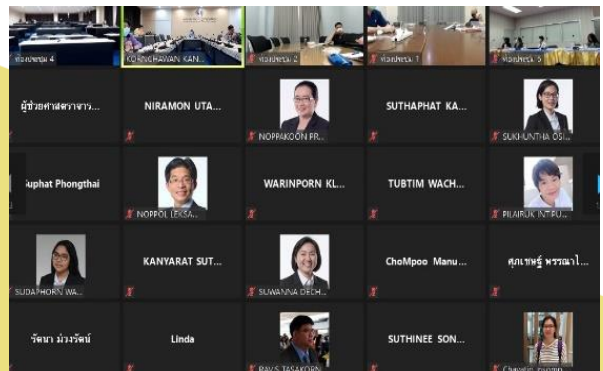 ห้องประชุม 4
KORNCHAWAN KAN...
ห้องประชุม 2
ห้องประชุม 1
ห้องประชุม 5
ผู้ช่วยศาสตราจาร...
NIRAMON UTA...
NOPPAKOON PR...
SUTHAPHAT KA...
SUKHUNTHA OSI...
Suphat Phongthai
NOPPOL LEKSA...
WARINPORN KL...
TUBTIM WACH...
PILAIRUK INTIPU...
SUDAPHORN WA...
KANYARAT SUT...
SUWANNA DECH...
ChoMpoo Manu...
ศุภเชษฐ์ พรรณาไ...
รัตนา ม่วงรัตน์
Linda
RAVIS TASAKORN
SUTHINEE SON...